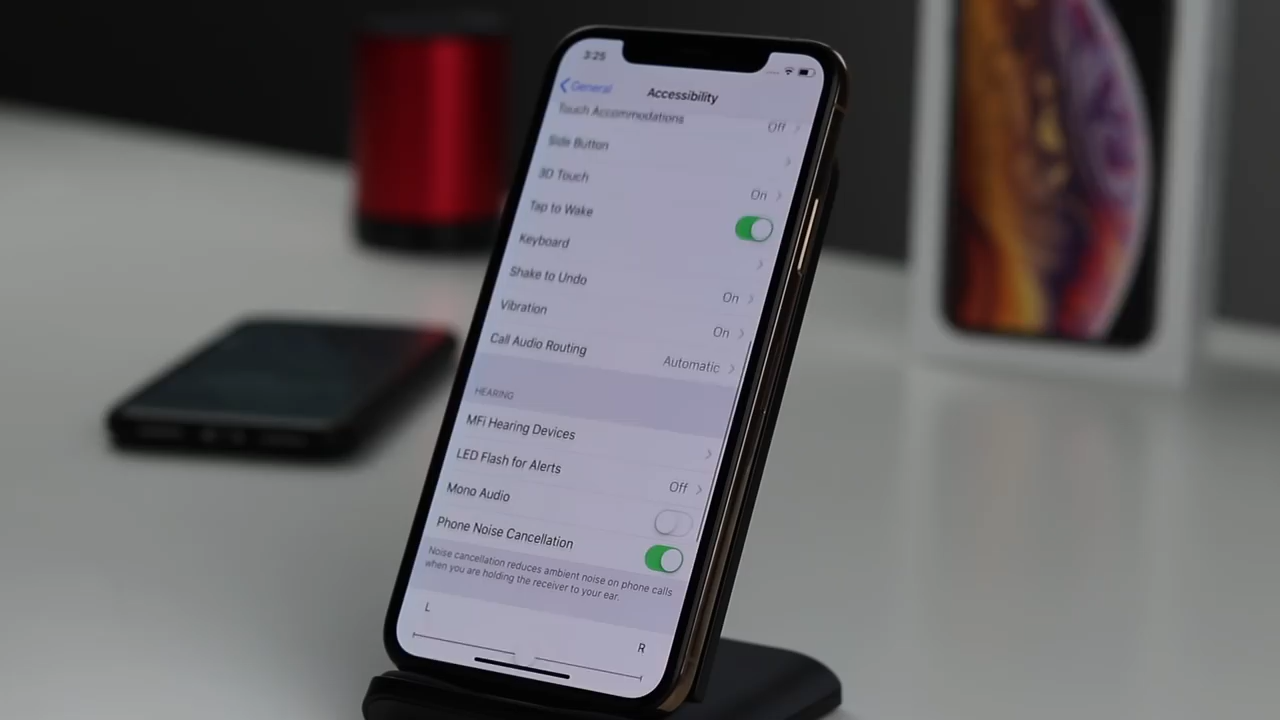 3:25
General
Accessibility
Touch Accommodations Off
Side Button
3D Touch On
Tap to Wake
Keyboard
Shake to Undo On
Vibration On
Call Audio Routing Automatic
HEARING
MFi Hearing Devices
LED Flash for Alerts Off
Mono Audio
Phone Noise Cancellation
Noise cancellation reduces ambient noise on phone calls
when you are holding the receiver to your ear.
L R